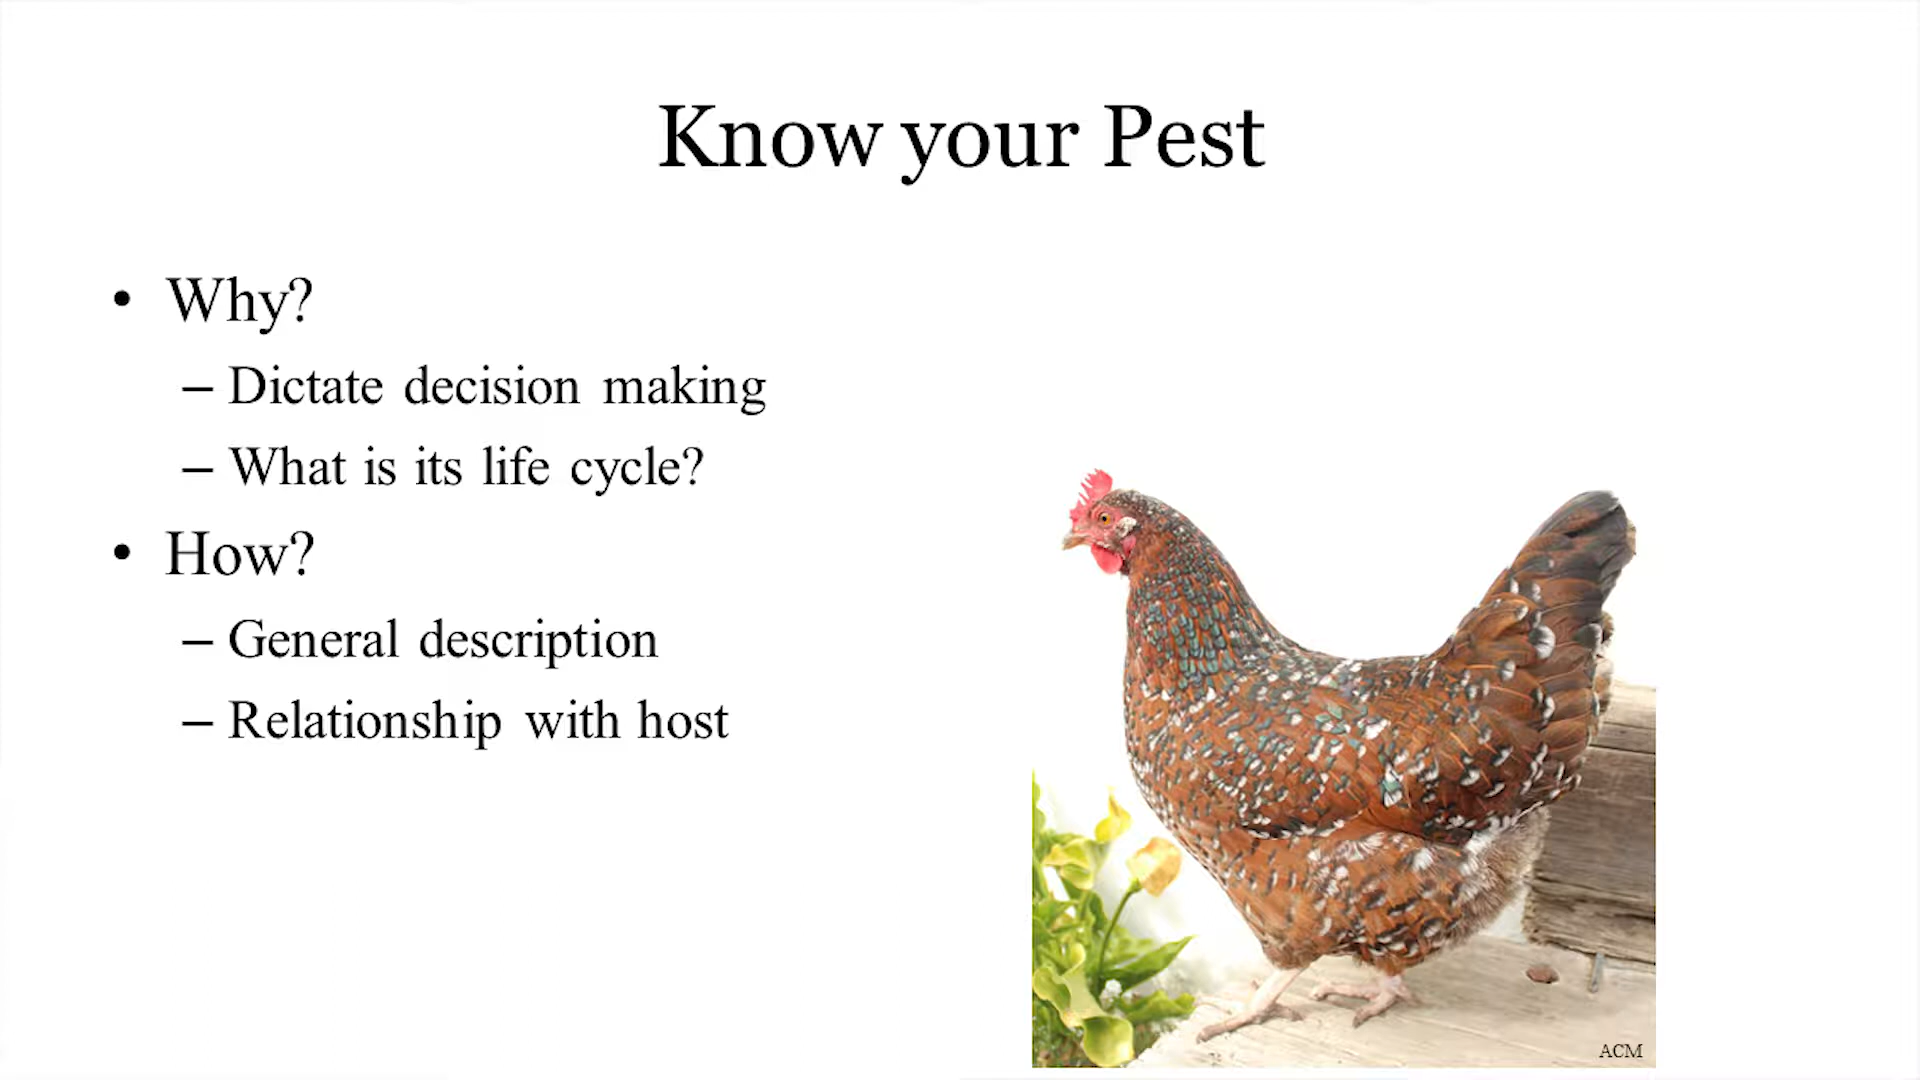 Know your Pest
• Why?
– Dictate decision making
– What is its life cycle?
• How?
– General description
– Relationship with host
ACM